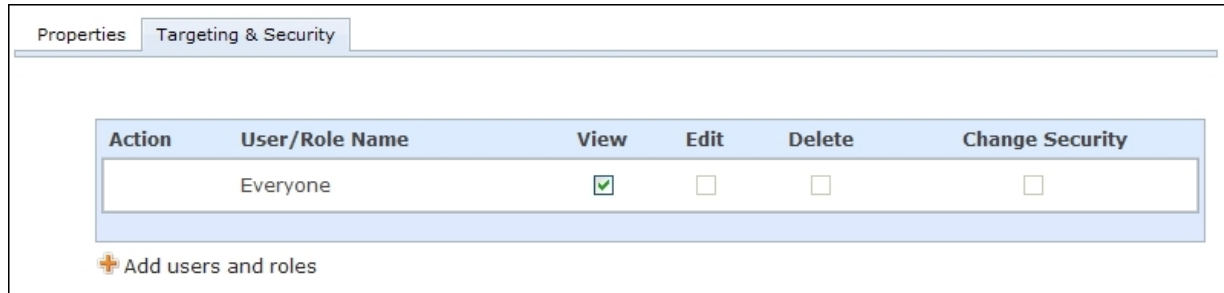 Properties Targeting & Security
Action User/Role Name View Edit Delete Change Security
Everyone
Add users and roles